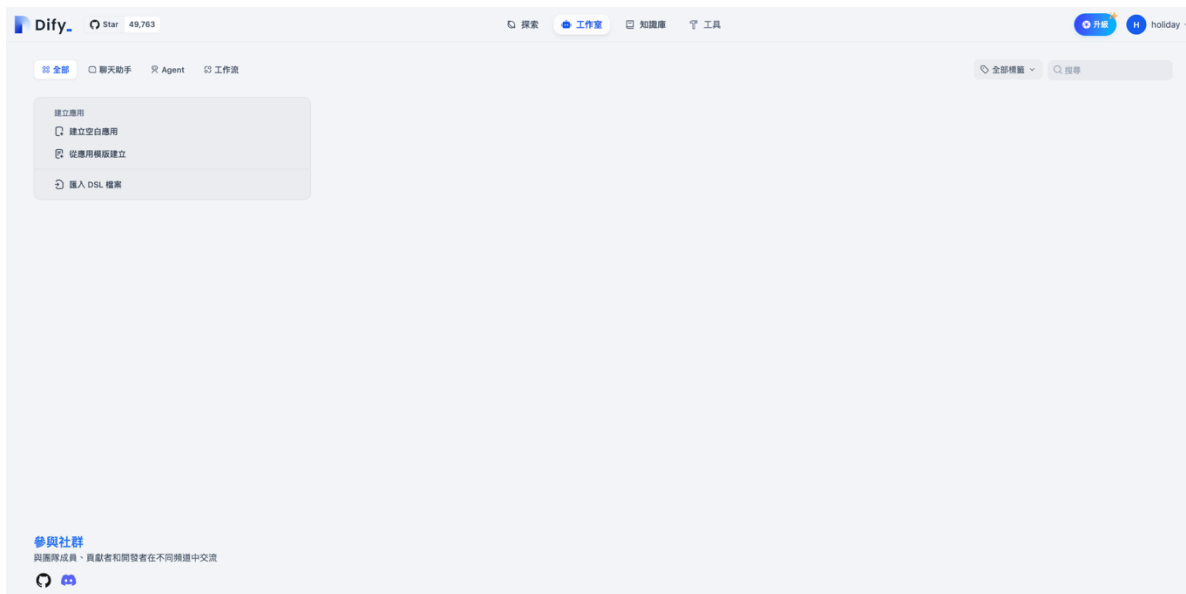 Dify_ Star 49,763 探索 工作室 知識庫 工具 升級 H holiday
全部 聊天助手 Agent 工作流 全部標籤 搜尋
建立應用
建立空白應用
從應用模版建立
匯入 DSL 檔案
參與社群
與團隊成員、貢獻者和開發者在不同頻道中交流